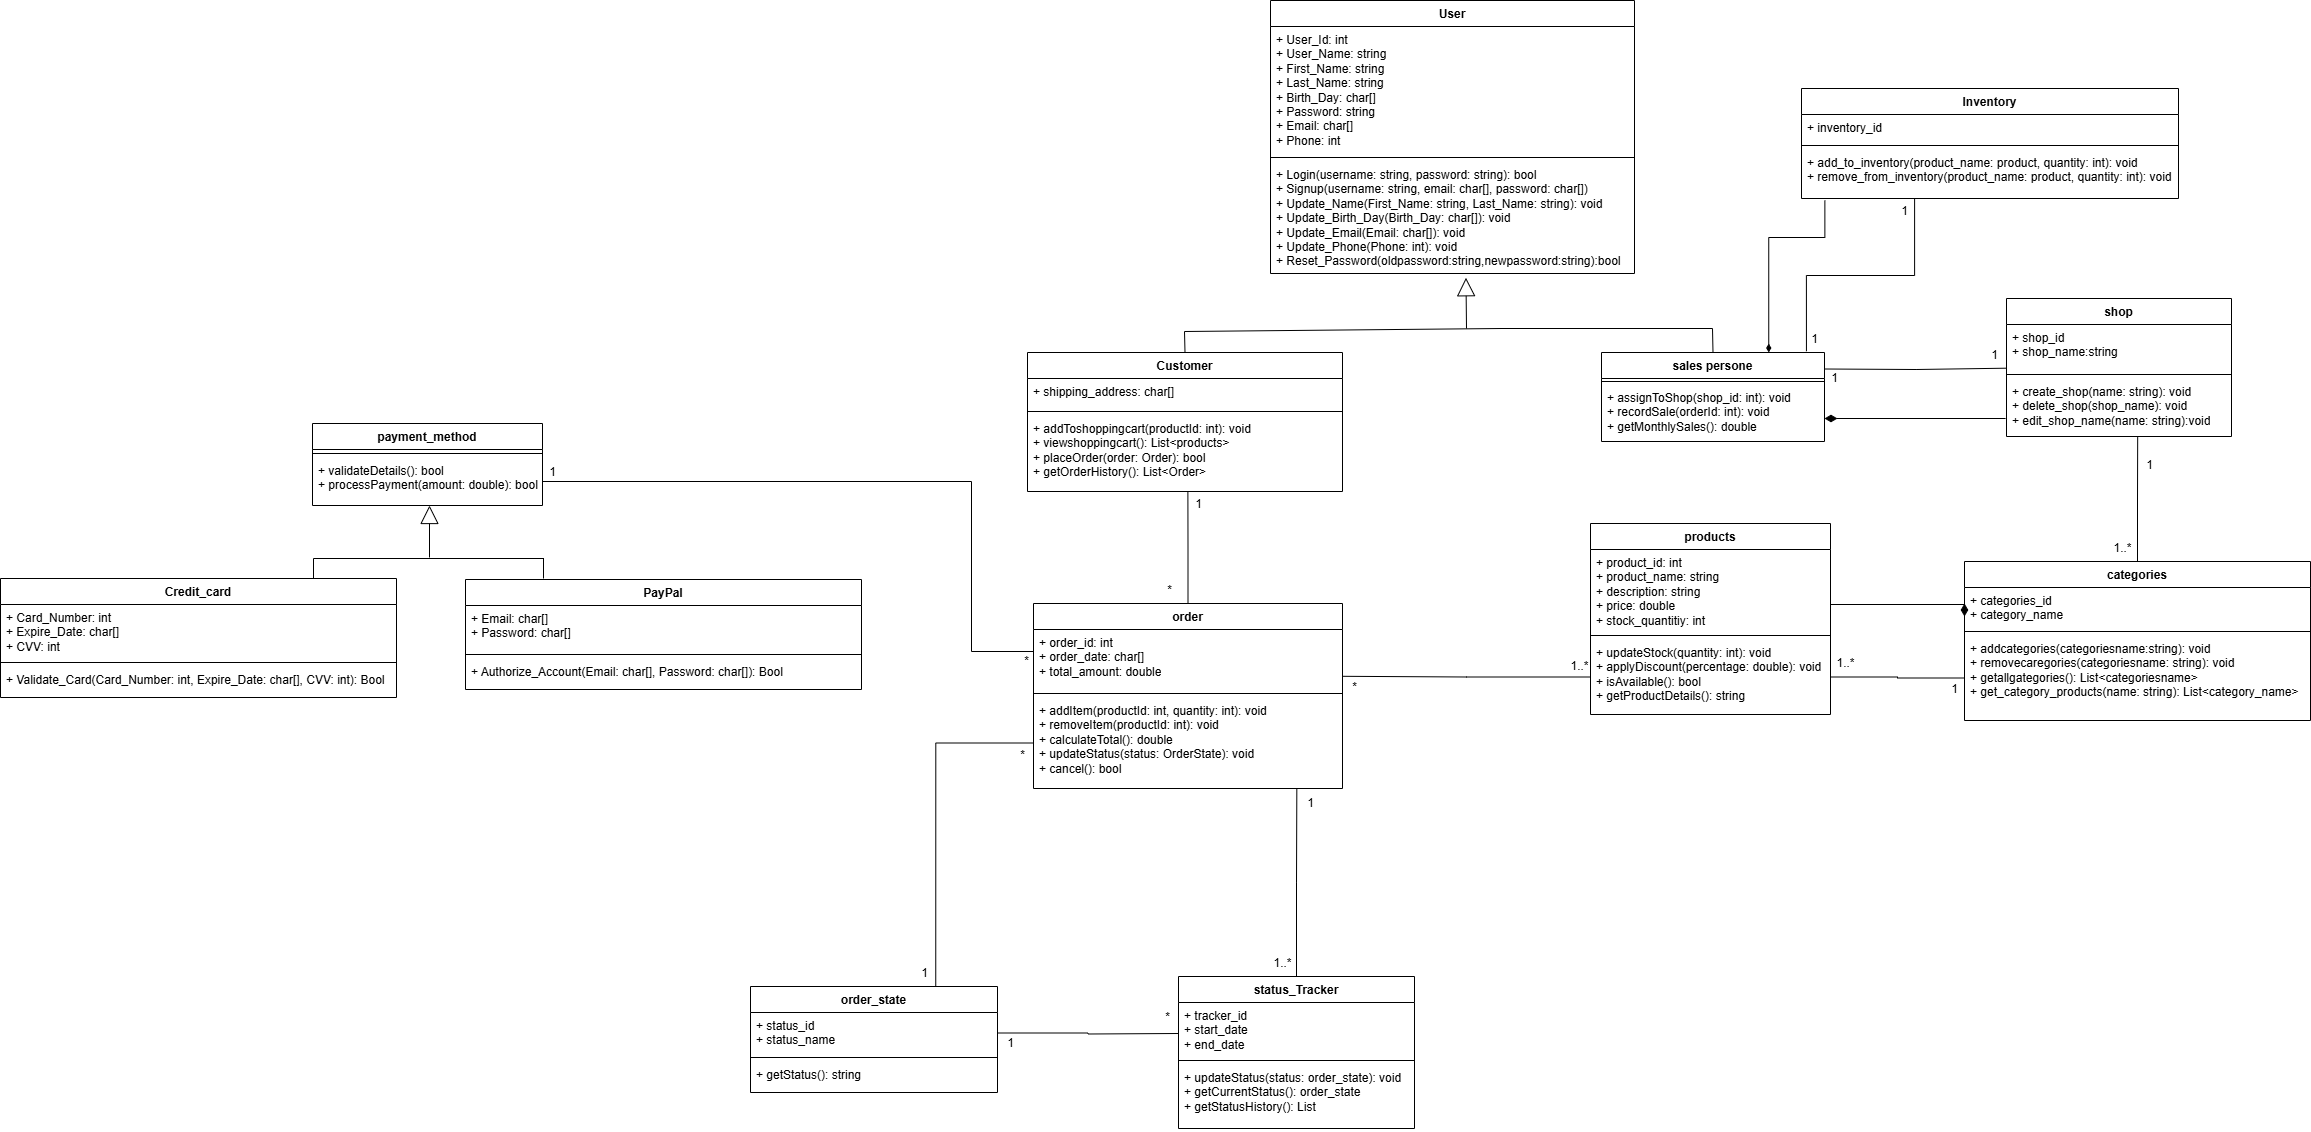 User
+ User_Id: int
+ User_Name: string
+ First_Name: string
+ Last_Name: string
+ Birth_Day: char[]
+ Password: string
+ Email: char[]
+ Phone: int
+ Login(username: string, password: string): bool
+ Signup(username: string, email: char[], password: char[])
+ Update_Name(First_Name: string, Last_Name: string): void
+ Update_Birth_Day(Birth_Day: char[]): void
+ Update_Email(Email: char[]): void
+ Update_Phone(Phone: int): void
+ Reset_Password(oldpassword:string,newpassword:string):bool
Inventory
+ inventory_id
+ add_to_inventory(product_name: product, quantity: int): void
+ remove_from_inventory(product_name: product, quantity: int): void
1
1
shop
+ shop_id
+ shop_name:string
+ create_shop(name: string): void
+ delete_shop(shop_name): void
+ edit_shop_name(name: string):void
Customer
+ shipping_address: char[]
+ addToshoppingcart(productId: int): void
+ viewshoppingcart(): List<products>
+ placeOrder(order: Order): bool
+ getOrderHistory(): List<Order>
sales persone
+ assignToShop(shop_id: int): void
+ recordSale(orderId: int): void
+ getMonthlySales(): double
1
1
payment_method
+ validateDetails(): bool
+ processPayment(amount: double): bool
1
1
*
1
1..*
Credit_card
+ Card_Number: int
+ Expire_Date: char[]
+ CVV: int
+ Validate_Card(Card_Number: int, Expire_Date: char[], CVV: int): Bool
PayPal
+ Email: char[]
+ Password: char[]
+ Authorize_Account(Email: char[], Password: char[]): Bool
order
+ order_id: int
+ order_date: char[]
+ total_amount: double
+ addItem(productId: int, quantity: int): void
+ removeItem(productId: int): void
+ calculateTotal(): double
+ updateStatus(status: OrderState): void
+ cancel(): bool
*
*
*
1..*
products
+ product_id: int
+ product_name: string
+ description: string
+ price: double
+ stock_quantitiy: int
+ updateStock(quantity: int): void
+ applyDiscount(percentage: double): void
+ isAvailable(): bool
+ getProductDetails(): string
1..*
1
categories
+ categories_id
+ category_name
+ addcategories(categoriesname:string): void
+ removecaregories(categoriesname: string): void
+ getallgategories(): List<categoriesname>
+ get_category_products(name: string): List<category_name>
1
1..*
1
order_state
+ status_id
+ status_name
+ getStatus(): string
1
*
status_Tracker
+ tracker_id
+ start_date
+ end_date
+ updateStatus(status: order_state): void
+ getCurrentStatus(): order_state
+ getStatusHistory(): List